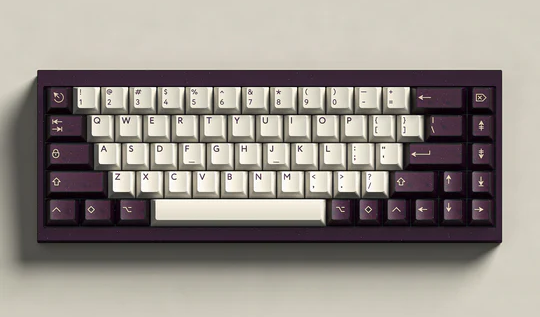 ! @ # $ % ^ & * ( ) — +
1 2 3 4 5 6 7 8 9 0 - =
Q W E R T Y U I O P { } |
[ ] \
A S D F G H J K L : "
; '
Z X C V B N M < > ?
, . /